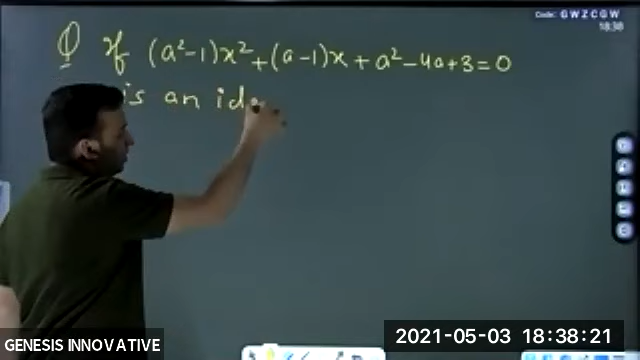 Code: GWZCGW
18:38
Q If (a²-1)x²+(a-1)x+a²-4a+3=0
is an ide
GENESIS INNOVATIVE
2021-05-03 18:38:21